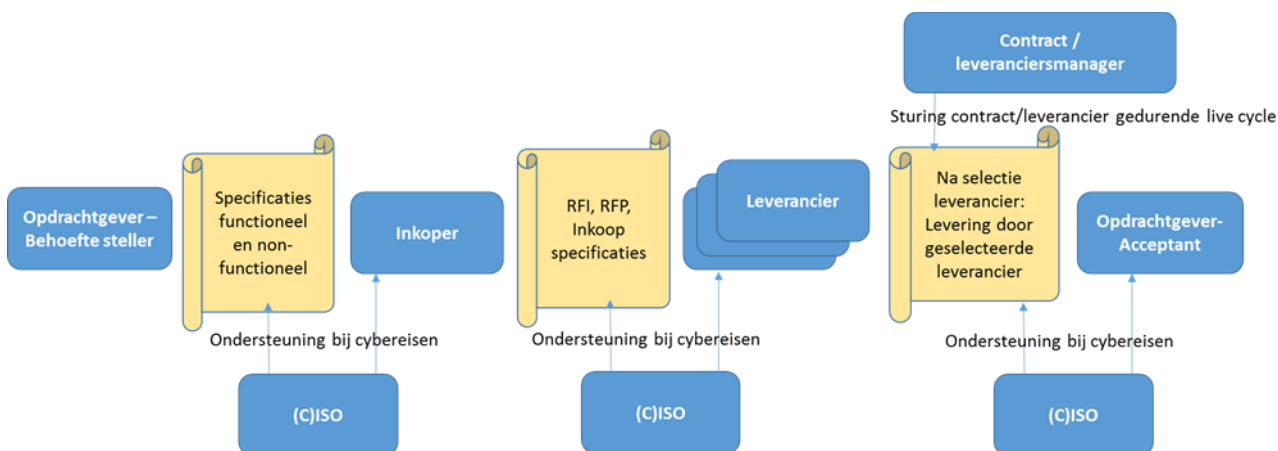 Contract /
leveranciersmanager
Sturing contract/leverancier gedurende live cycle
Opdrachtgever –
Behoefte steller
Specificaties
functioneel
en non-
functioneel
Inkoper
RFI, RFP,
Inkoop
specificaties
Leverancier
Na selectie
leverancier:
Levering door
geselecteerde
leverancier
Opdrachtgever-
Acceptant
Ondersteuning bij cybereisen
Ondersteuning bij cybereisen
Ondersteuning bij cybereisen
(C)ISO
(C)ISO
(C)ISO